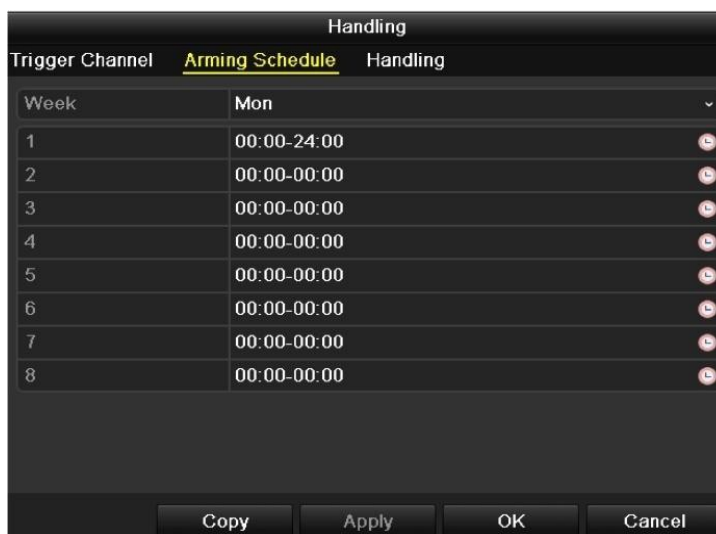 Handling
Trigger Channel Arming Schedule Handling
Week Mon
1 00:00-24:00
2 00:00-00:00
3 00:00-00:00
4 00:00-00:00
5 00:00-00:00
6 00:00-00:00
7 00:00-00:00
8 00:00-00:00
Copy Apply OK Cancel